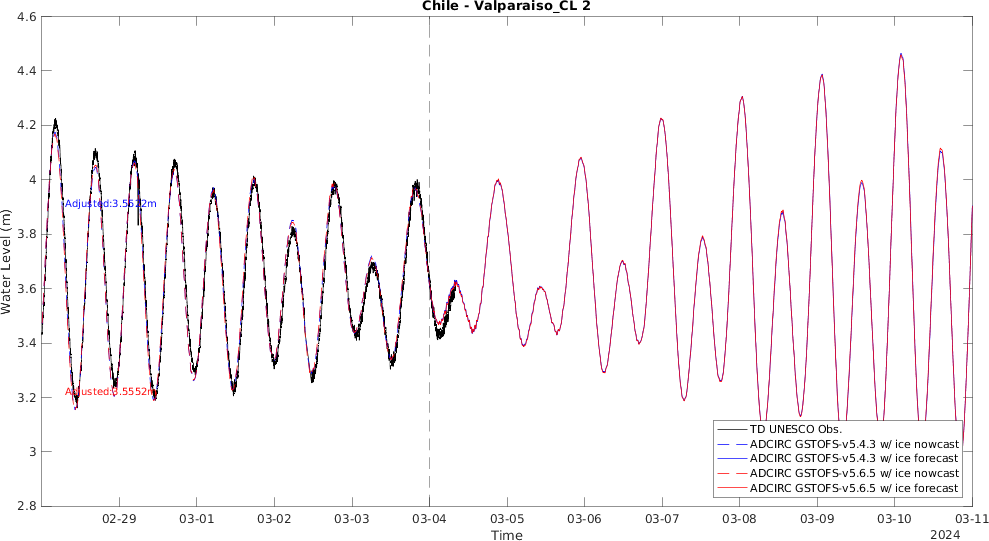 Chile - Valparaiso_CL 2
4.6
4.4
4.2
4
3.8
3.6
3.4
3.2
3
2.8
Water Level (m)
Adjusted:3.5522m
Adjusted:3.5552m
TD UNESCO Obs.
ADCIRC GSTOFS-v5.4.3 w/ ice nowcast
ADCIRC GSTOFS-v5.4.3 w/ ice forecast
ADCIRC GSTOFS-v5.6.5 w/ ice nowcast
ADCIRC GSTOFS-v5.6.5 w/ ice forecast
02-29 03-01 03-02 03-03 03-04 03-05 03-06 03-07 03-08 03-09 03-10 03-11
Time
2024